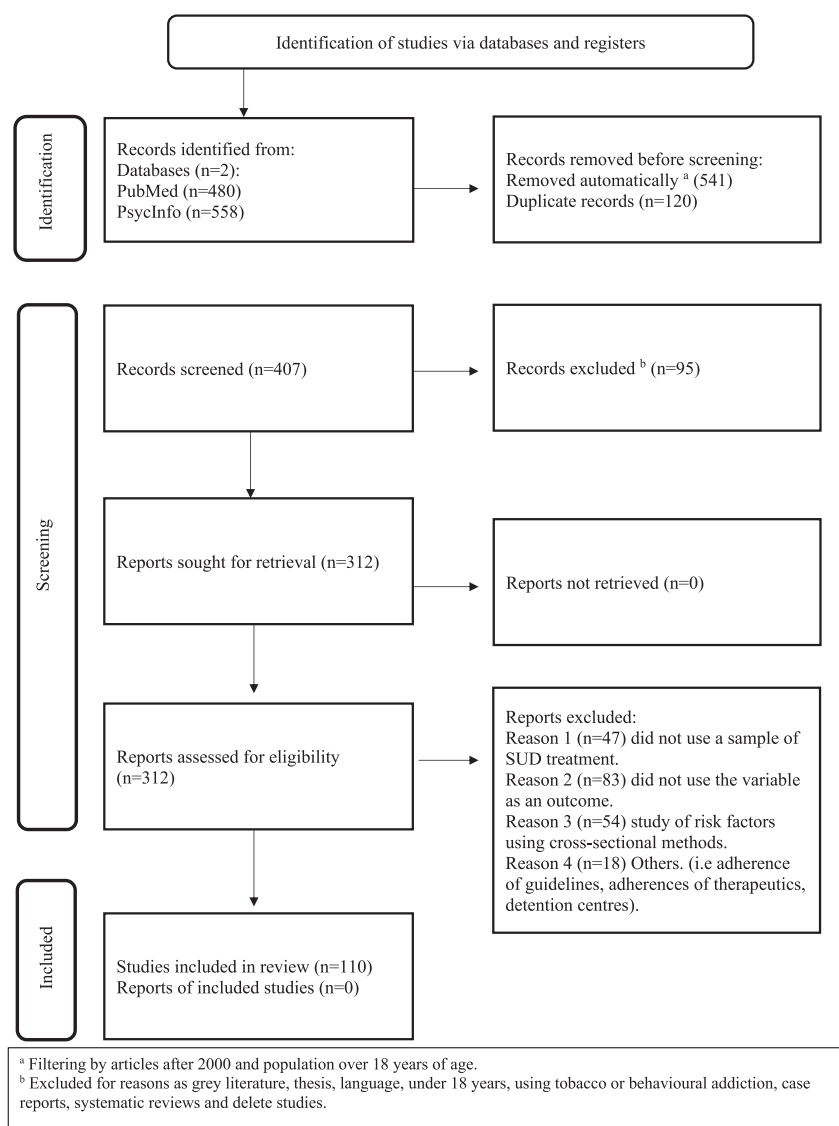 Identification of studies via databases and registers
Identification
Records identified from:
Databases (n=2):
PubMed (n=480)
PsycInfo (n=558)
Records removed before screening:
Removed automatically ᵃ (541)
Duplicate records (n=120)
Screening
Records screened (n=407)
Records excluded ᵇ (n=95)
Reports sought for retrieval (n=312)
Reports not retrieved (n=0)
Reports assessed for eligibility
(n=312)
Reports excluded:
Reason 1 (n=47) did not use a sample of
SUD treatment.
Reason 2 (n=83) did not use the variable
as an outcome.
Reason 3 (n=54) study of risk factors
using cross-sectional methods.
Reason 4 (n=18) Others. (i.e adherence
of guidelines, adherences of therapeutics,
detention centres).
Included
Studies included in review (n=110)
Reports of included studies (n=0)
ᵃ Filtering by articles after 2000 and population over 18 years of age.
ᵇ Excluded for reasons as grey literature, thesis, language, under 18 years, using tobacco or behavioural addiction, case
reports, systematic reviews and delete studies.